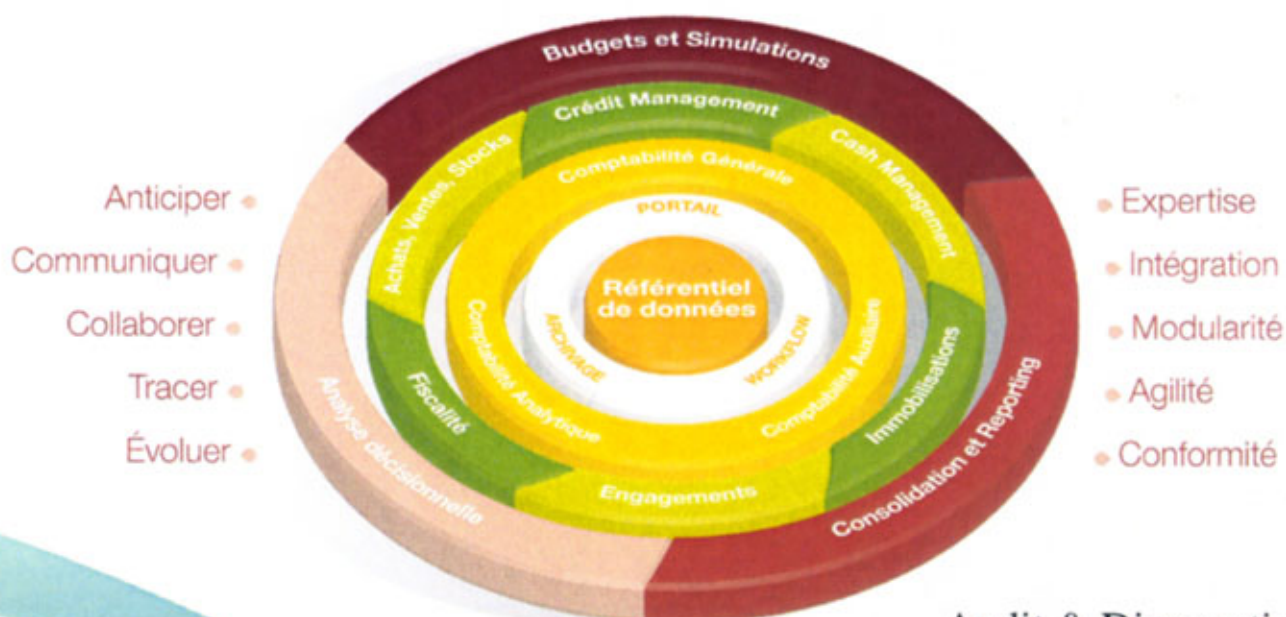 Budgets et Simulations
Crédit Management
Cash Management
Achats, Ventes, Stocks
Comptabilité Générale
PORTAIL
Anticiper
Communiquer
Collaborer
Tracer
Évoluer
Référentiel
de données
ARCHIVAGE
WORKFLOW
Comptabilité Analytique
Comptabilité Auxiliaire
Fiscalité
Immobilisations
Engagements
Analyse décisionnelle
Consolidation et Reporting
Expertise
Intégration
Modularité
Agilité
Conformité